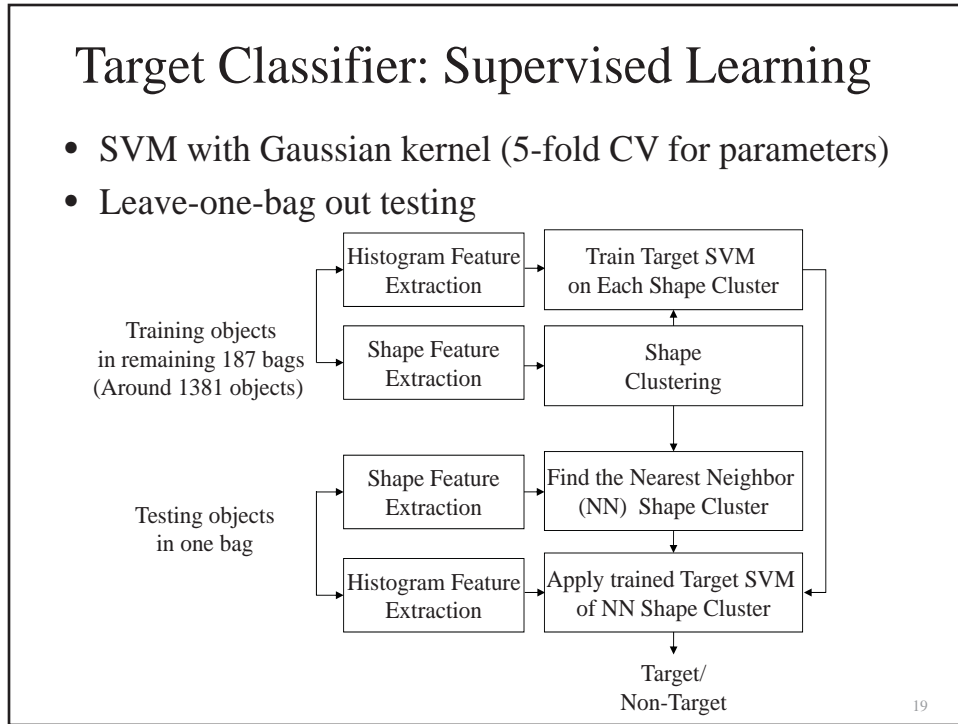 Target Classifier: Supervised Learning
• SVM with Gaussian kernel (5-fold CV for parameters)
• Leave-one-bag out testing
Histogram Feature
Extraction
Train Target SVM
on Each Shape Cluster
Training objects
in remaining 187 bags
(Around 1381 objects)
Shape Feature
Extraction
Shape
Clustering
Shape Feature
Extraction
Find the Nearest Neighbor
(NN) Shape Cluster
Testing objects
in one bag
Histogram Feature
Extraction
Apply trained Target SVM
of NN Shape Cluster
Target/
Non-Target
19